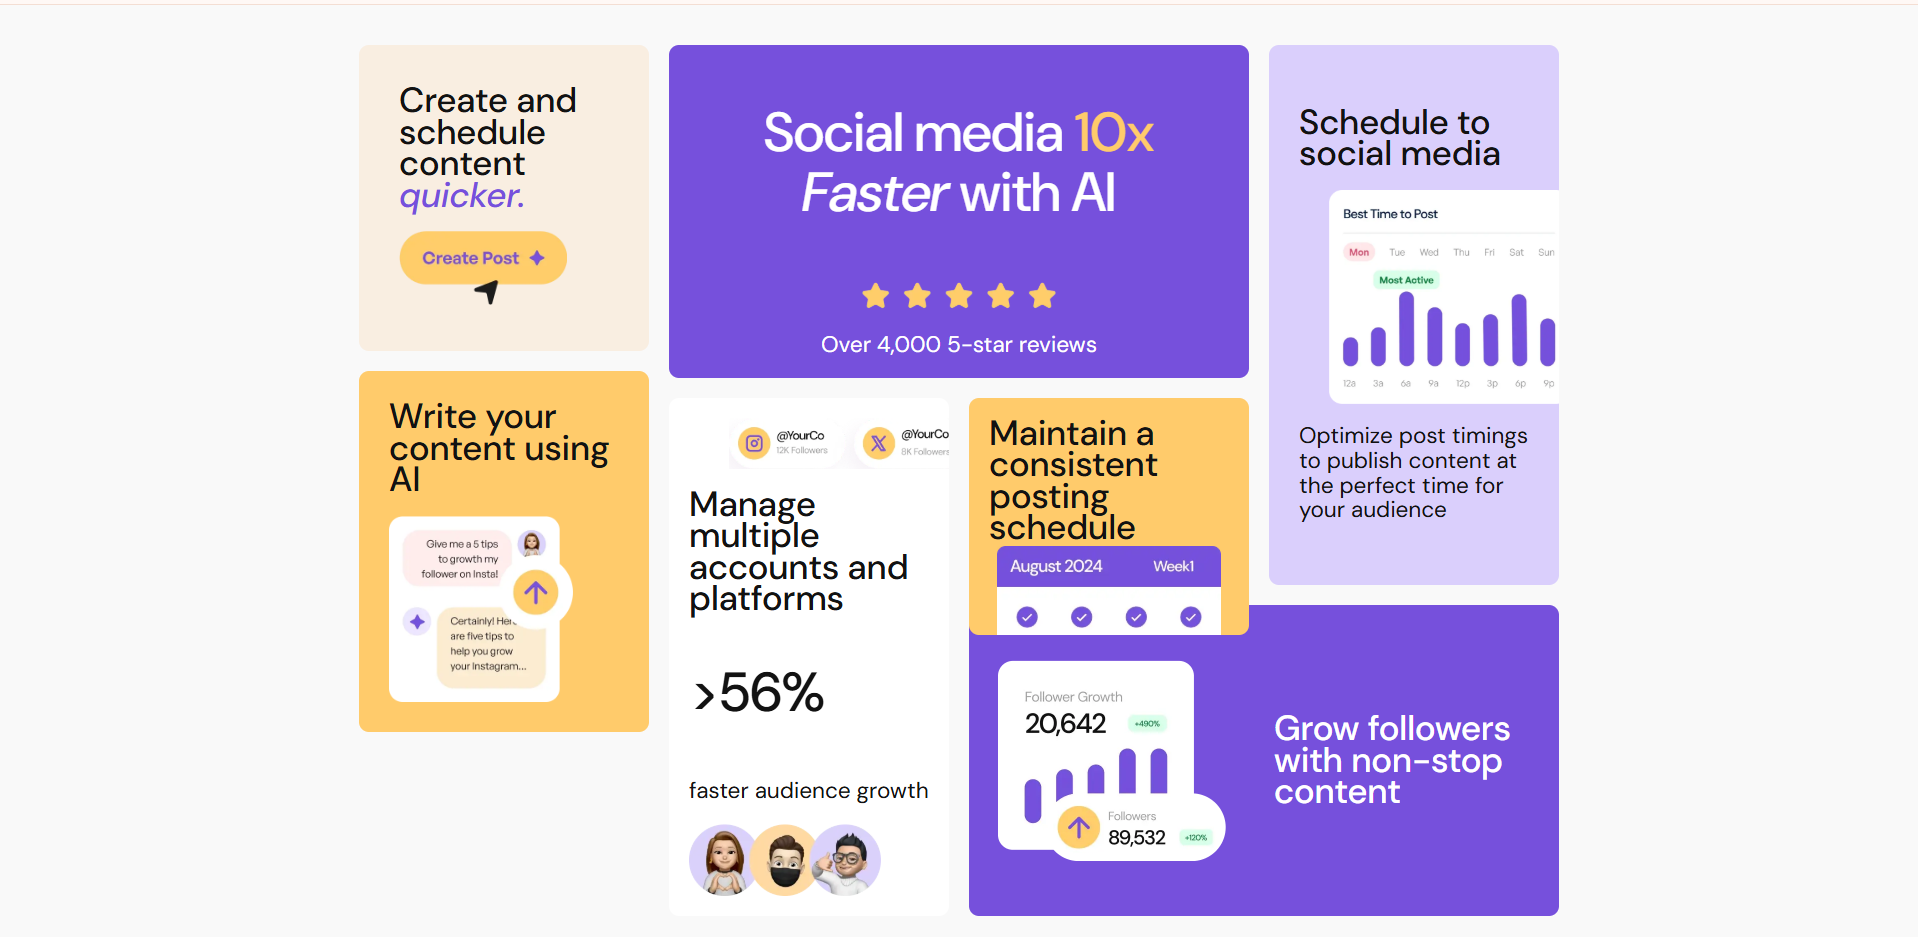 Create and
schedule
content
quicker.
Create Post
Write your
content using
AI
Give me a 5 tips
to growth my
follower on Insta!
Certainly!
are five tips to
help you grow
your Instagram...
Social media 10x
Faster with AI
Over 4,000 5-star reviews
@YourCo
12K Followers
@YourCo
8K Followers
Manage
multiple
accounts and
platforms
>56%
faster audience growth
Maintain a
consistent
posting
schedule
August 2024 Week1
Schedule to
social media
Best Time to Post
Mon Tue Wed Thu Fri Sat Sun
Most Active
12a 3a 6a 9a 12p 3p 6p 9p
Optimize post timings
to publish content at
the perfect time for
your audience
Follower Growth
20,642 +490%
Followers
89,532 +120%
Grow followers
with non-stop
content